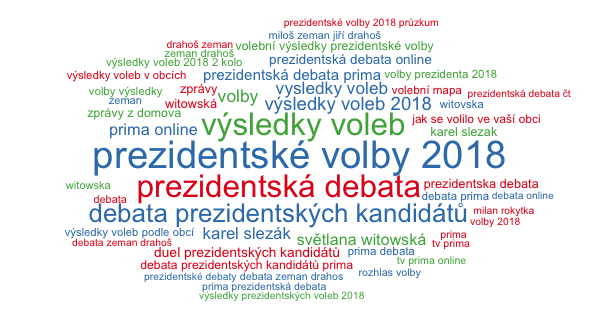 prezidentské volby 2018 průzkum
miloš zeman jiří drahoš
drahoš zeman volební výsledky prezidentské volby
zeman drahoš
výsledky voleb 2018 2 kolo prezidentská debata online
výsledky voleb v obcích prezidentská debata prima volby prezidenta 2018
volby výsledky zprávy volby vysledky voleb volební mapa prezidentská debata čt
zeman witovská výsledky voleb 2018 witovska
zprávy z domova výsledky voleb jak se volilo ve vaší obci
prima online karel slezak
prezidentské volby 2018
witowska prezidentská debata prezidentska debata
debata debata prima debata online
debata prezidentských kandidátů milan rokytka
volby 2018
výsledky voleb podle obcí karel slezák světlana witovská prima
debata zeman drahoš tv prima
duel prezidentských kandidátů prima debata
debata prezidentských kandidátů prima tv prima online
prezidentské debaty debata zeman drahos rozhlas volby
prima prezidentská debata
výsledky prezidentských voleb 2018